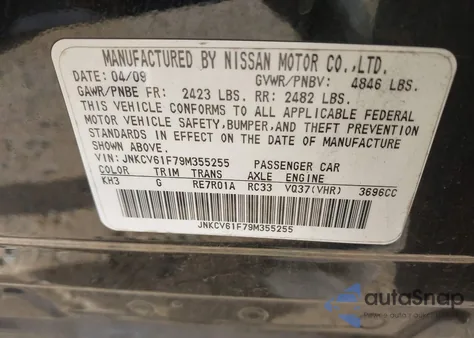 MANUFACTURED BY NISSAN MOTOR CO.,LTD.
DATE: 04/09 GVWR/PNBV: 4846 LBS.
GAWR/PNBE FR: 2423 LBS. RR: 2482 LBS.
THIS VEHICLE CONFORMS TO ALL APPLICABLE FEDERAL
MOTOR VEHICLE SAFETY, BUMPER, AND THEFT PREVENTION
STANDARDS IN EFFECT ON THE DATE OF MANUFACTURE
SHOWN ABOVE.
VIN: JNKCV61F79M355255 PASSENGER CAR
COLOR TRIM TRANS AXLE ENGINE
KH3 G RE7R01A RC33 VQ37(VHR) 3696CC
JNKCV61F79M355255
autoSnap